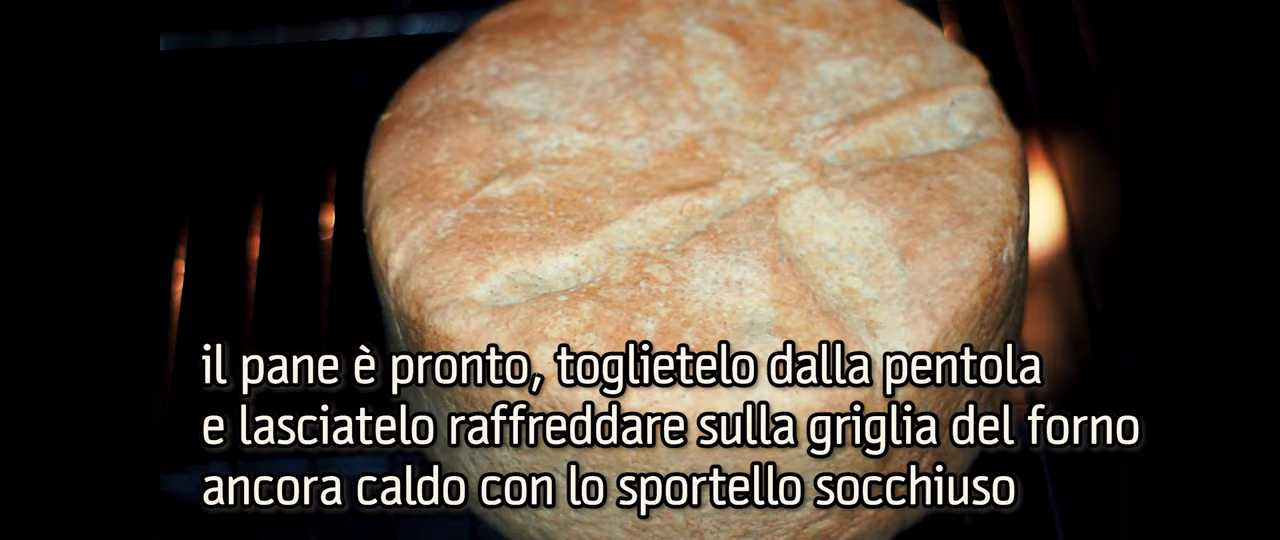 il pane è pronto, toglietelo dalla pentola
e lasciatelo raffreddare sulla griglia del forno
ancora caldo con lo sportello socchiuso